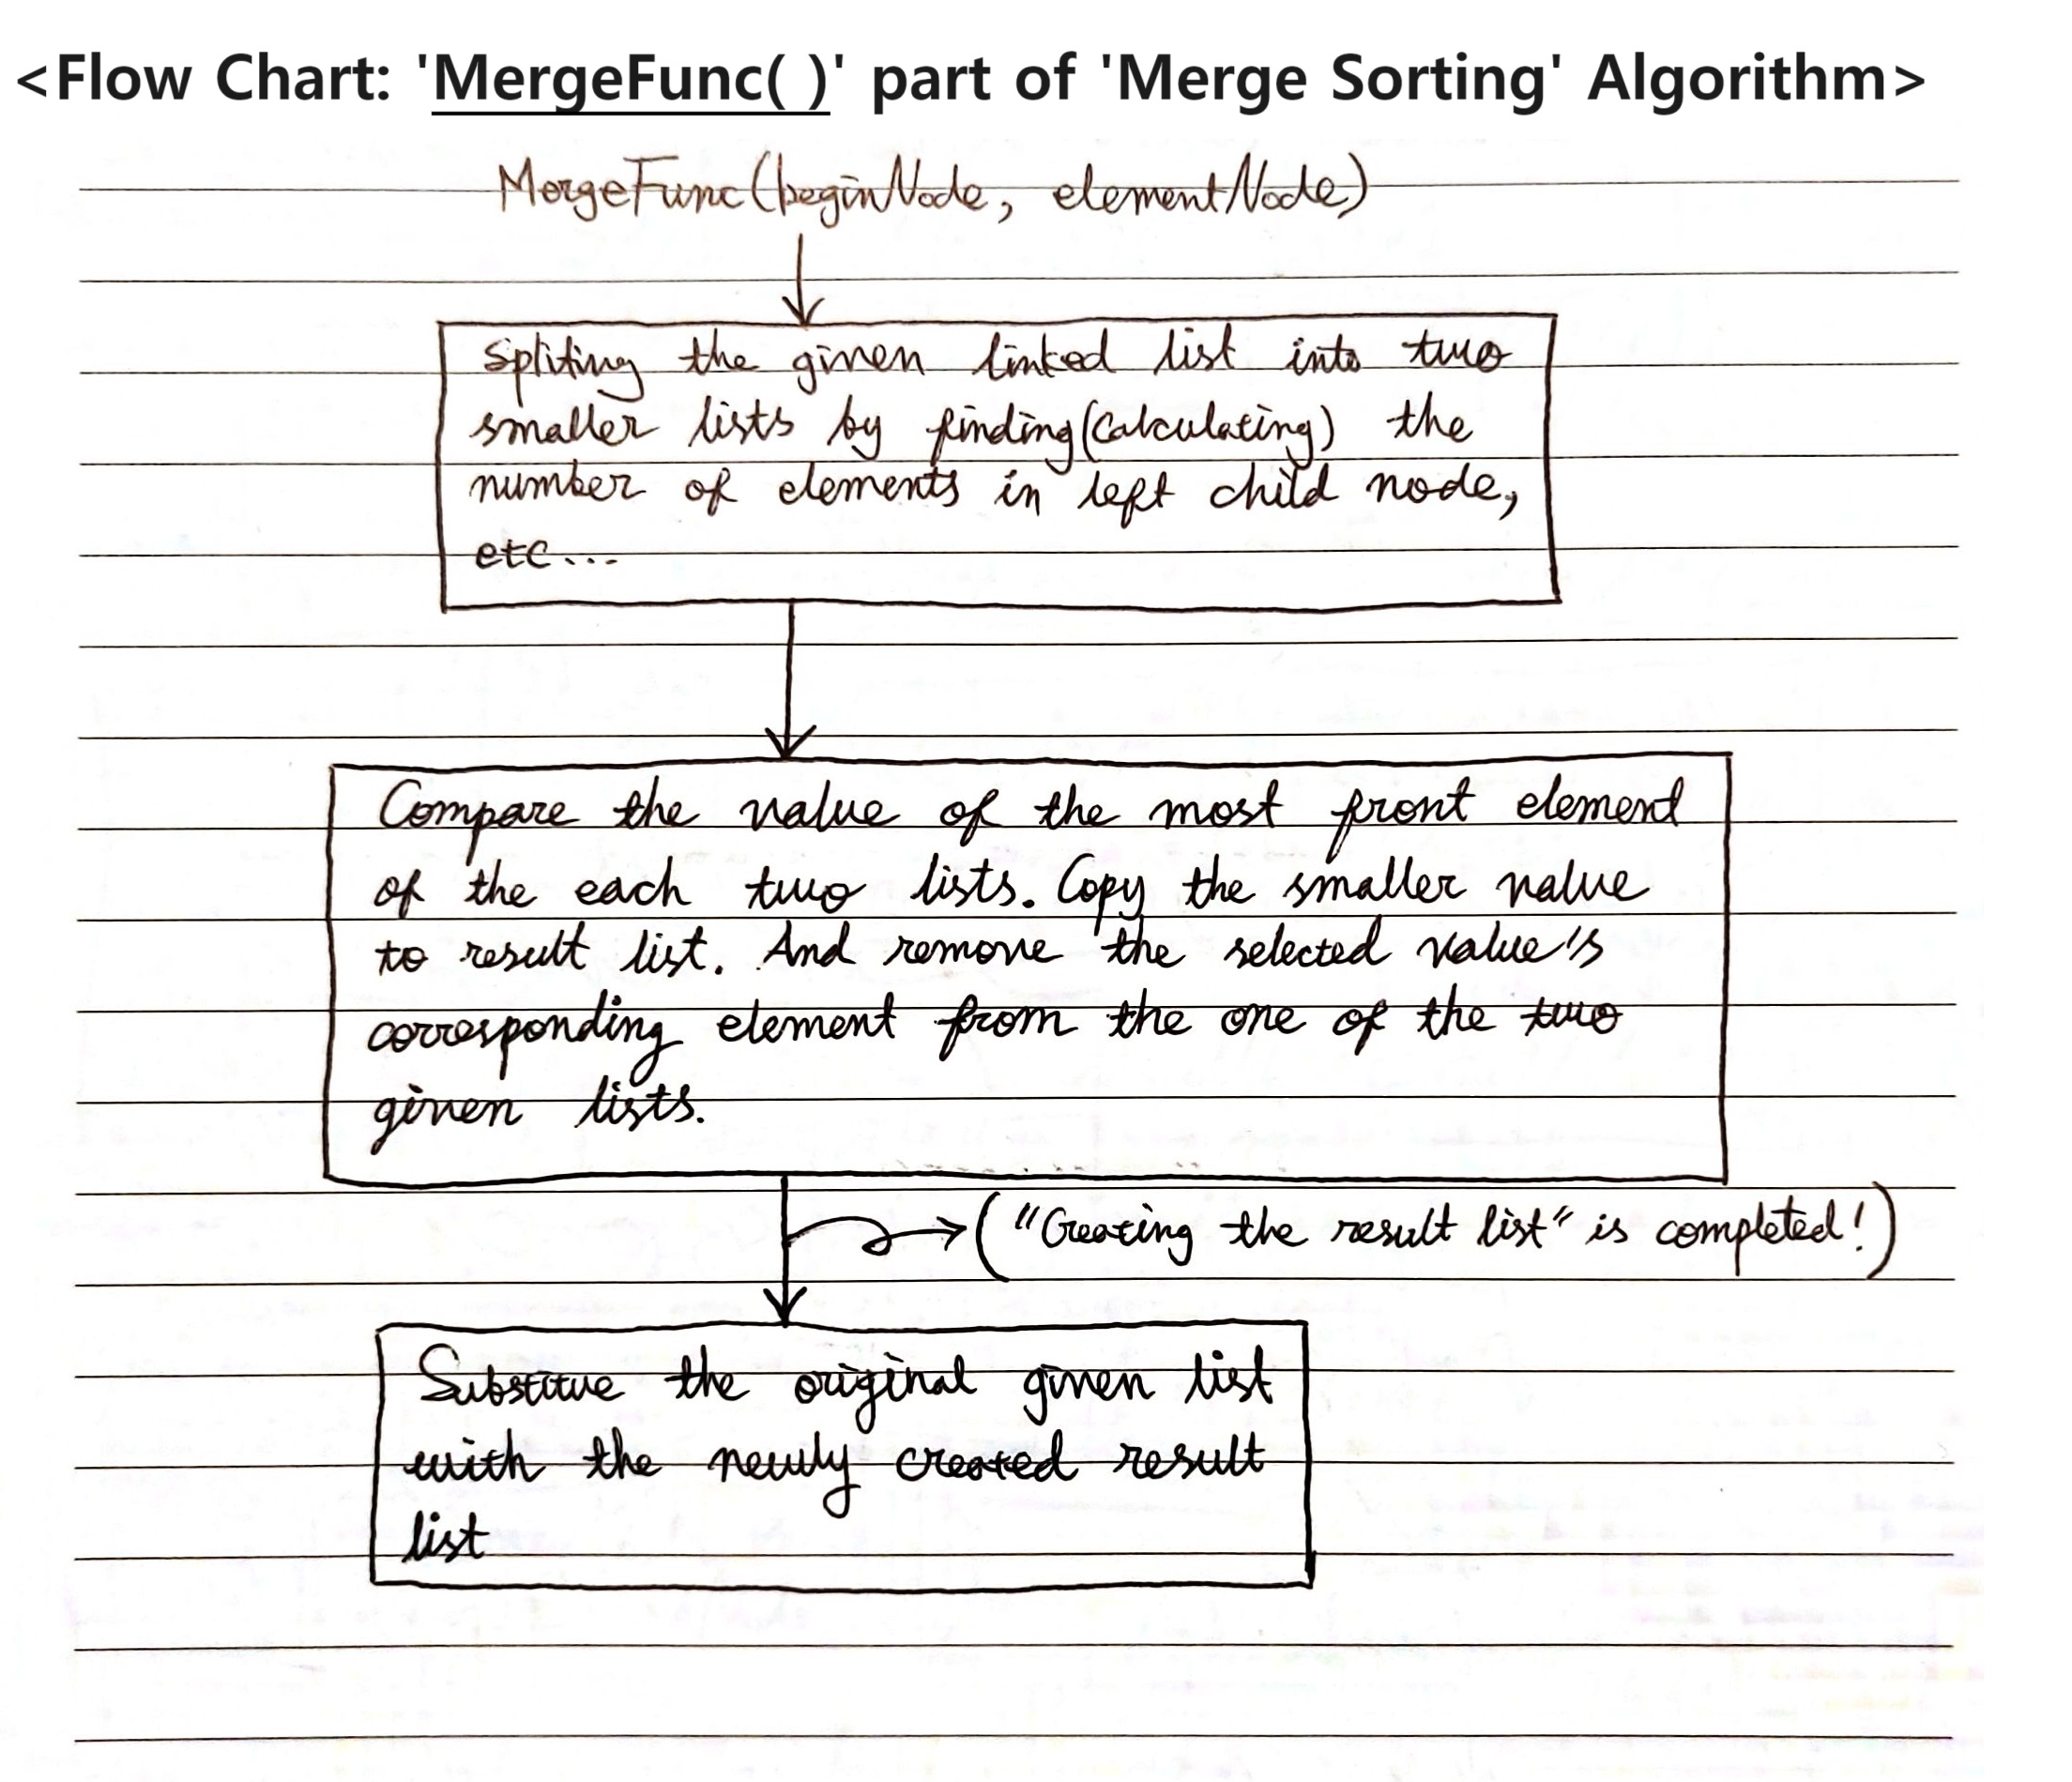 <Flow Chart: 'MergeFunc( )' part of 'Merge Sorting' Algorithm>
MergeFunc(beginNode, elementNode)
Spliting the given linked list into two
smaller lists by finding(Calculating) the
number of elements in left child node,
etc...
Compare the value of the most front element
of the each two lists. Copy the smaller value
to result list. And remove the selected value's
corresponding element from the one of the two
given lists.
("Creating the result list" is completed!)
Substitue the original given list
with the newly created result
list